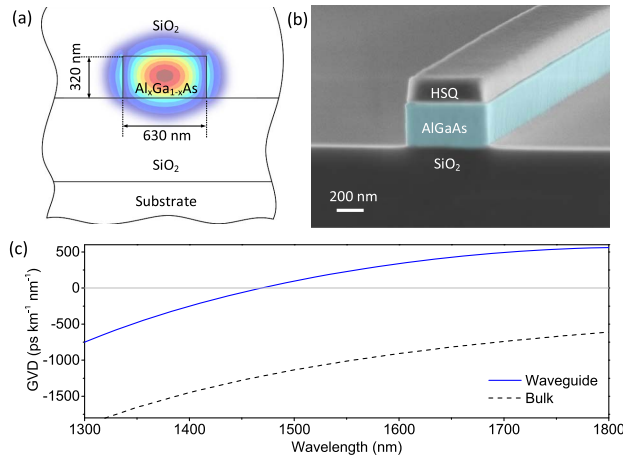 (a)
SiO2
320 nm
AlxGa1-xAs
630 nm
SiO2
Substrate
(b)
HSQ
AlGaAs
SiO2
200 nm
(c)
GVD (ps km-1 nm-1)
500
0
-500
-1000
-1500
Waveguide
Bulk
1300
1400
1500
1600
1700
1800
Wavelength (nm)